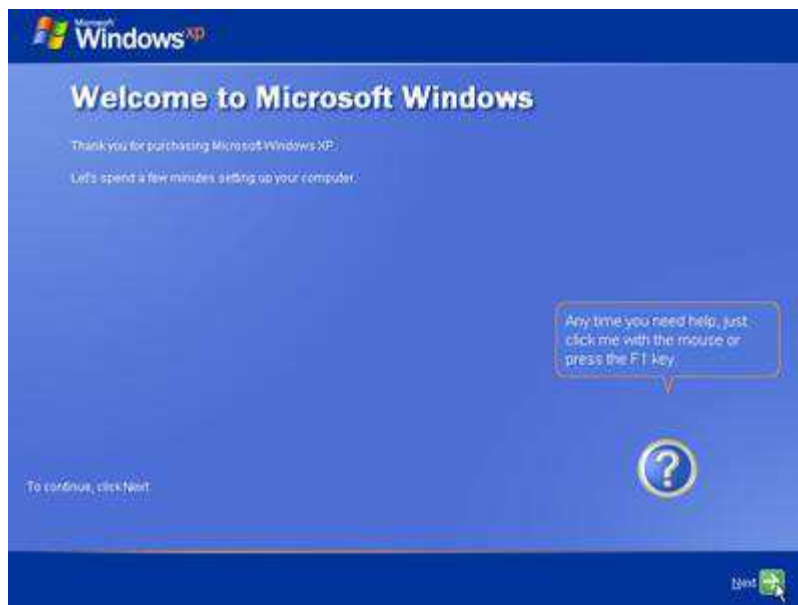 Microsoft
Windows xp
Welcome to Microsoft Windows
Thank you for purchasing Microsoft Windows XP.
Let's spend a few minutes setting up your computer.
Any time you need help, just
click me with the mouse or
press the F1 key.
?
To continue, click Next.
Next